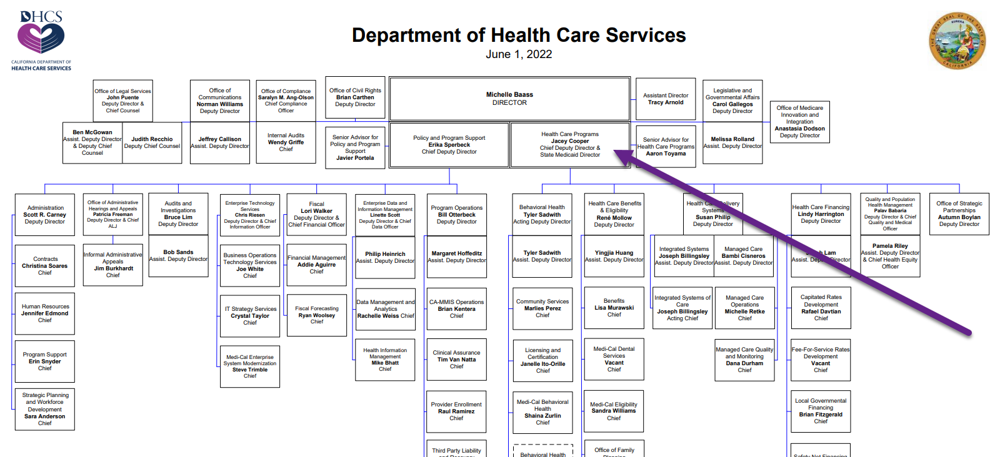 DHCS
CALIFORNIA DEPARTMENT OF
HEALTH CARE SERVICES
Department of Health Care Services
June 1, 2022
THE GREAT SEAL OF THE STATE OF CALIFORNIA
EUREKA
Office of Legal Services
John Puente
Deputy Director &
Chief Counsel
Office of
Communications
Norman Williams
Deputy Director
Office of Compliance
Saralyn M. Ang-Olson
Chief Compliance
Officer
Office of Civil Rights
Brian Carthen
Deputy Director
Michelle Baass
DIRECTOR
Assistant Director
Tracy Arnold
Legislative and
Governmental Affairs
Carol Gallegos
Deputy Director
Office of Medicare
Innovation and
Integration
Anastasia Dodson
Deputy Director
Ben McGowan
Assist. Deputy Director
& Deputy Chief
Counsel
Judith Recchio
Deputy Chief Counsel
Jeffrey Callison
Assist. Deputy Director
Internal Audits
Wendy Griffe
Chief
Senior Advisor for
Policy and Program
Support
Javier Portela
Policy and Program Support
Erika Sperbeck
Chief Deputy Director
Health Care Programs
Jacey Cooper
Chief Deputy Director &
State Medicaid Director
Senior Advisor for
Health Care Programs
Aaron Toyama
Melissa Rolland
Assist. Deputy Director
Administration
Scott R. Carney
Deputy Director
Office of Administrative
Hearings and Appeals
Patricia Freeman
Deputy Director & Chief
ALJ
Audits and
Investigations
Bruce Lim
Deputy Director
Enterprise Technology
Services
Chris Riesen
Deputy Director & Chief
Information Officer
Fiscal
Lori Walker
Deputy Director &
Chief Financial Officer
Enterprise Data and
Information Management
Linette Scott
Deputy Director & Chief
Data Officer
Program Operations
Bill Otterbeck
Deputy Director
Behavioral Health
Tyler Sadwith
Acting Deputy Director
Health Care Benefits
& Eligibility
René Mollow
Deputy Director
Health Care Delivery
Systems
Susan Philip
Deputy Director
Health Care Financing
Lindy Harrington
Deputy Director
Quality and Population
Health Management
Palav Babaria
Deputy Director & Chief
Quality and Medical
Officer
Office of Strategic
Partnerships
Autumn Boylan
Deputy Director
Contracts
Christina Soares
Chief
Informal Administrative
Appeals
Jim Burkhardt
Chief
Bob Sands
Assist. Deputy Director
Business Operations
Technology Services
Joe White
Chief
Financial Management
Addie Aguirre
Chief
Philip Heinrich
Assist. Deputy Director
Margaret Hoffeditz
Assist. Deputy Director
Tyler Sadwith
Assist. Deputy Director
Yingjia Huang
Assist. Deputy Director
Integrated Systems
Joseph Billingsley
Assist. Deputy Director
Managed Care
Bambi Cisneros
Assist. Deputy Director
Lam
Assist. Deputy Director
Pamela Riley
Assist. Deputy Director
& Chief Health Equity
Officer
Human Resources
Jennifer Edmond
Chief
IT Strategy Services
Crystal Taylor
Chief
Fiscal Forecasting
Ryan Woolsey
Chief
Data Management and
Analytics
Rachelle Weiss Chief
CA-MMIS Operations
Brian Kentera
Chief
Community Services
Marlies Perez
Chief
Benefits
Lisa Murawski
Chief
Integrated Systems of
Care
Joseph Billingsley
Acting Chief
Managed Care
Operations
Michelle Retke
Chief
Capitated Rates
Development
Rafael Davtian
Chief
Program Support
Erin Snyder
Chief
Medi-Cal Enterprise
System Modernization
Steve Trimble
Chief
Health Information
Management
Mike Bhatt
Chief
Clinical Assurance
Tim Van Natta
Chief
Licensing and
Certification
Janelle Ito-Orille
Chief
Medi-Cal Dental
Services
Vacant
Chief
Managed Care Quality
and Monitoring
Dana Durham
Chief
Fee-For-Service Rates
Development
Vacant
Chief
Strategic Planning
and Workforce
Development
Sara Anderson
Chief
Provider Enrollment
Raul Ramirez
Chief
Medi-Cal Behavioral
Health
Shaina Zurlin
Chief
Medi-Cal Eligibility
Sandra Williams
Chief
Local Governmental
Financing
Brian Fitzgerald
Chief
Third Party Liability
and Recovery
Behavioral Health
Office of Family
Planning
Safety Net Financing